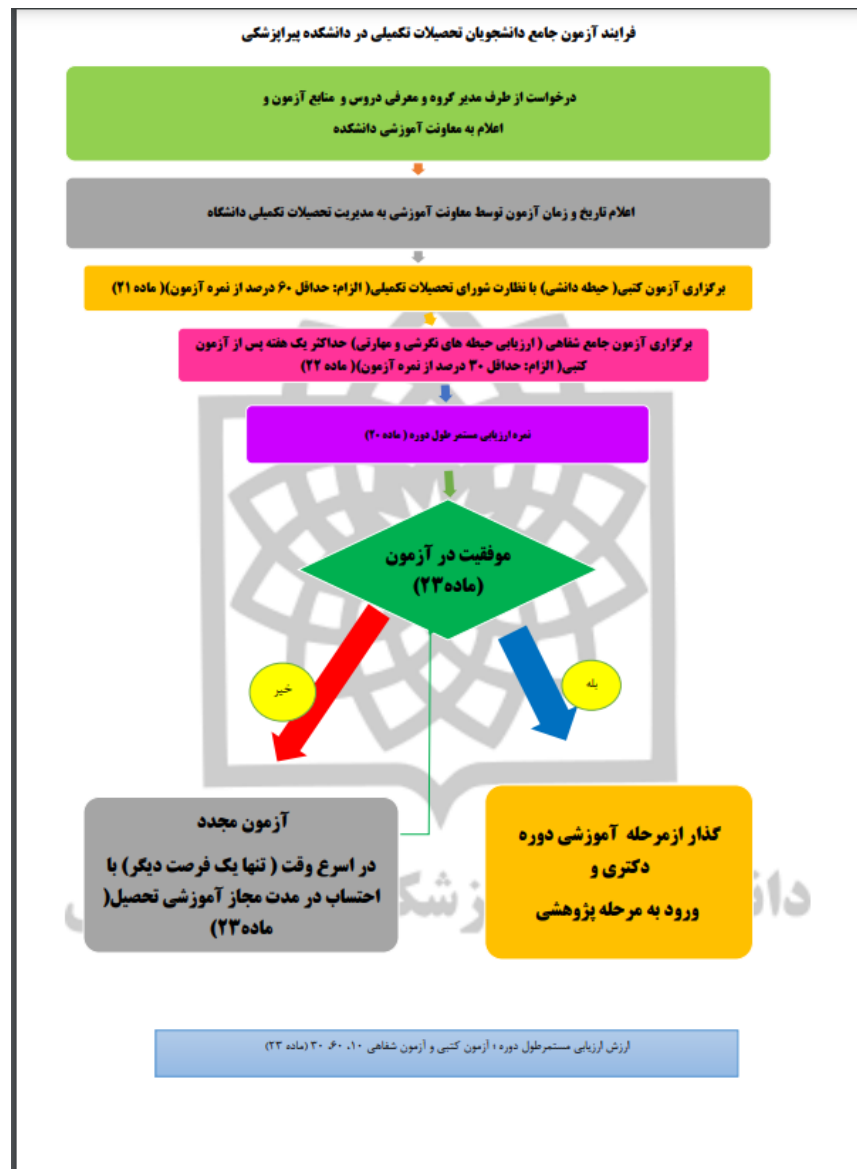 فرایند آزمون جامع دانشجویان تحصیلات تکمیلی در دانشکده پیراپزشکی
درخواست از طرف مدیر گروه و معرفی دروس و منابع آزمون و
اعلام به معاونت آموزشی دانشکده
اعلام تاریخ و زمان آزمون توسط معاونت آموزشی به مدیریت تحصیلات تکمیلی دانشگاه
برگزاری آزمون کتبی( حیطه دانشی) با نظارت شورای تحصیلات تکمیلی( الزام: حداقل ۶۰ درصد از نمره آزمون)( ماده ۲۱)
برگزاری آزمون جامع شفاهی ( ارزیابی حیطه های نگرشی و مهارتی) حداکثر یک هفته پس از آزمون
کتبی( الزام: حداقل ۳۰ درصد از نمره آزمون)( ماده ۲۲)
نمره ارزیابی مستمر طول دوره ( ماده ۲۰)
موفقیت در آزمون
(ماده۲۳)
بله
خیر
گذار ازمرحله آموزشی دوره
دکتری و
ورود به مرحله پژوهشی
آزمون مجدد
در اسرع وقت ( تنها یک فرصت دیگر) با
احتساب در مدت مجاز آموزشی تحصیل(
ماده۲۳)
ارزش ارزیابی مستمرطول دوره ؛ آزمون کتبی و آزمون شفاهی ۱۰، ۶۰، ۳۰ (ماده ۲۳)